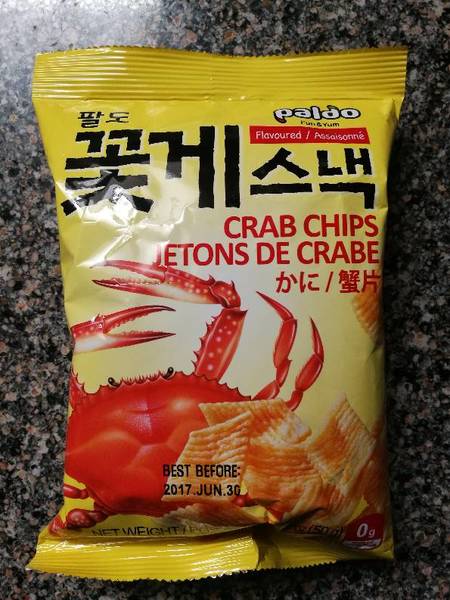 팔도
paldo
Fun & Yum
Flavoured / Assaisonné
꽃게스낵
CRAB CHIPS
JETONS DE CRABE
かに / 蟹片
BEST BEFORE:
2017.JUN.30
NET WEIGHT /
(50g)
0g